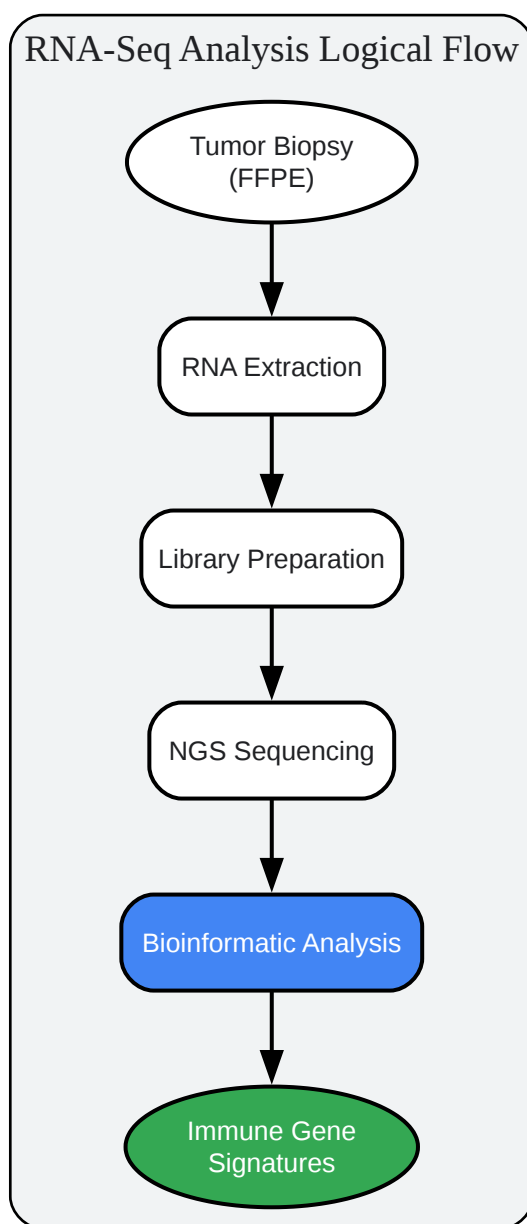 RNA-Seq Analysis Logical Flow
Tumor Biopsy
(FFPE)
RNA Extraction
Library Preparation
NGS Sequencing
Bioinformatic Analysis
Immune Gene
Signatures